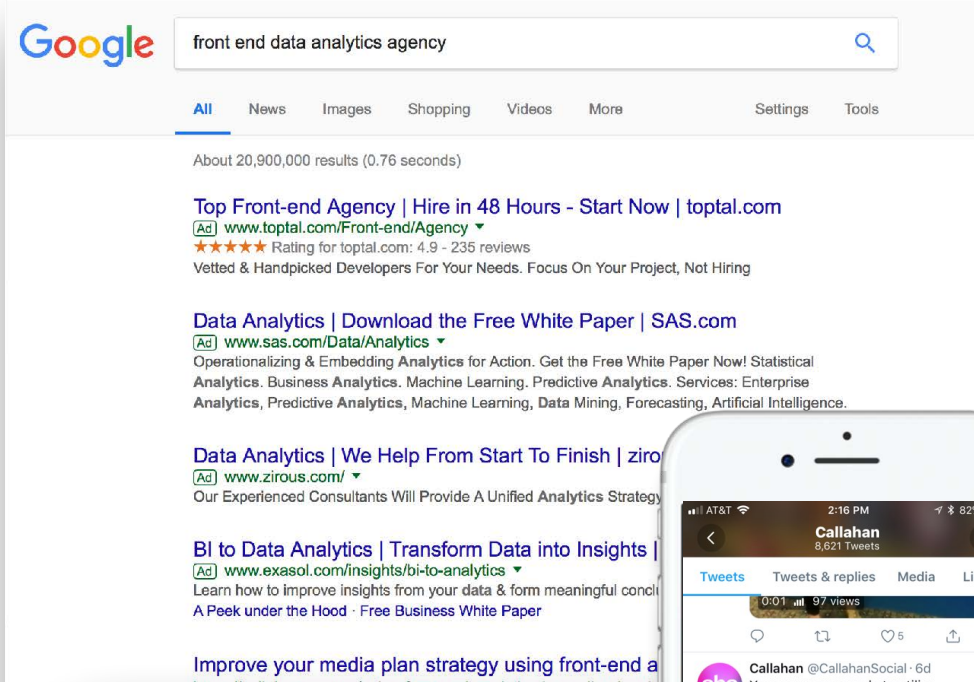 Google
front end data analytics agency
All News Images Shopping Videos More Settings Tools
About 20,900,000 results (0.76 seconds)
Top Front-end Agency | Hire in 48 Hours - Start Now | toptal.com
Ad www.toptal.com/Front-end/Agency
Rating for toptal.com: 4.9 - 235 reviews
Vetted & Handpicked Developers For Your Needs. Focus On Your Project, Not Hiring
Data Analytics | Download the Free White Paper | SAS.com
Ad www.sas.com/Data/Analytics
Operationalizing & Embedding Analytics for Action. Get the Free White Paper Now! Statistical
Analytics. Business Analytics. Machine Learning. Predictive Analytics. Services: Enterprise
Analytics, Predictive Analytics, Machine Learning, Data Mining, Forecasting, Artificial Intelligence.
Data Analytics | We Help From Start To Finish | ziro
Ad www.zirous.com/
Our Experienced Consultants Will Provide A Unified Analytics Strategy
BI to Data Analytics | Transform Data into Insights |
Ad www.exasol.com/insights/bi-to-analytics
Learn how to improve insights from your data & form meaningful conclu
A Peek under the Hood · Free Business White Paper
Improve your media plan strategy using front-end a
AT&T 2:16 PM 82%
Callahan
8,621 Tweets
Tweets Tweets & replies Media Li
0:01 97 views
5
Callahan @CallahanSocial · 6d